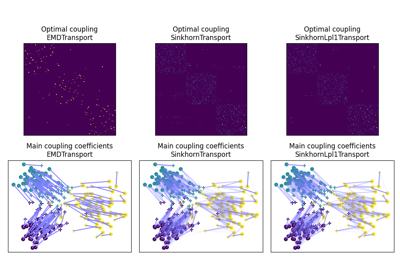 Optimal coupling
EMDTransport
Optimal coupling
SinkhornTransport
Optimal coupling
SinkhornLpl1Transport
Main coupling coefficients
EMDTransport
Main coupling coefficients
SinkhornTransport
Main coupling coefficients
SinkhornLpl1Transport